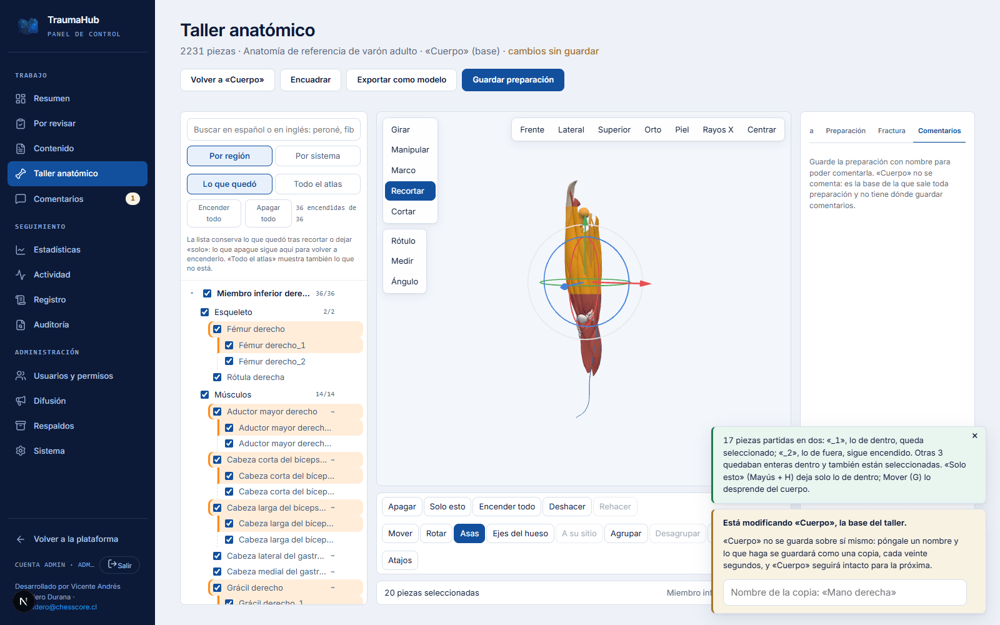 TraumaHub
PANEL DE CONTROL
TRABAJO
Resumen
Por revisar
Contenido
Taller anatómico
Comentarios
1
SEGUIMIENTO
Estadísticas
Actividad
Registro
Auditoría
ADMINISTRACIÓN
Usuarios y permisos
Difusión
Respaldos
Sistema
Volver a la plataforma
CUENTA ADMIN · ADM…
Salir
Desarrollado por Vicente Andrés
ero Durana ·
dero@chesscore.cl
N
Taller anatómico
2231 piezas · Anatomía de referencia de varón adulto · «Cuerpo» (base) · cambios sin guardar
Volver a «Cuerpo»
Encuadrar
Exportar como modelo
Guardar preparación
Buscar en español o en inglés: peroné, fib
Por región
Por sistema
Lo que quedó
Todo el atlas
Encender todo
Apagar todo
36 encendidas de 36
La lista conserva lo que quedó tras recortar o dejar
«solo»: lo que apague sigue aquí para volver a
encenderlo. «Todo el atlas» muestra también lo que
no está.
Miembro inferior dere... 36/36
Esqueleto 2/2
Fémur derecho
Fémur derecho_1
Fémur derecho_2
Rótula derecha
Músculos 14/14
Aductor mayor derecho ~
Aductor mayor derech...
Aductor mayor derech...
Cabeza corta del bíceps... ~
Cabeza corta del bícep...
Cabeza corta del bícep...
Cabeza larga del bíceps... ~
Cabeza larga del bícep...
Cabeza larga del bícep...
Cabeza lateral del gastr... ~
Cabeza medial del gastr... ~
Grácil derecho ~
Grácil derecho_1
Girar
Manipular
Marco
Recortar
Cortar
Rótulo
Medir
Ángulo
Frente
Lateral
Superior
Orto
Piel
Rayos X
Centrar
Apagar
Solo esto
Encender todo
Deshacer
Rehacer
Mover
Rotar
Asas
Ejes del hueso
A su sitio
Agrupar
Desagrupar
Atajos
20 piezas seleccionadas
Miembro inf
a
Preparación
Fractura
Comentarios
Guarde la preparación con nombre para
poder comentarla. «Cuerpo» no se
comenta: es la base de la que sale toda
preparación y no tiene dónde guardar
comentarios.
17 piezas partidas en dos: «_1», lo de dentro, queda
seleccionado; «_2», lo de fuera, sigue encendido. Otras 3
quedaban enteras dentro y también están seleccionadas. «Solo
esto» (Mayús + H) deja solo lo de dentro; Mover (G) lo
desprende del cuerpo.
×
Está modificando «Cuerpo», la base del taller.
«Cuerpo» no se guarda sobre sí mismo: póngale un nombre y
lo que haga se guardará como una copia, cada veinte
segundos, y «Cuerpo» seguirá intacto para la próxima.
Nombre de la copia: «Mano derecha»